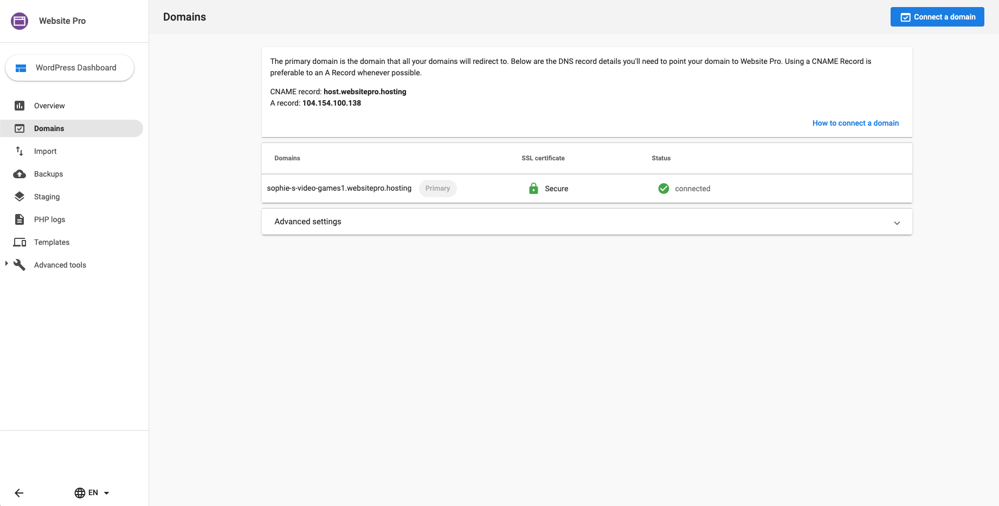 Website Pro
Domains
Connect a domain
WordPress Dashboard
Overview
Domains
Import
Backups
Staging
PHP logs
Templates
Advanced tools
EN
The primary domain is the domain that all your domains will redirect to. Below are the DNS record details you'll need to point your domain to Website Pro. Using a CNAME Record is
preferable to an A Record whenever possible.
CNAME record: host.websitepro.hosting
A record: 104.154.100.138
How to connect a domain
Domains SSL certificate Status
sophie-s-video-games1.websitepro.hosting Primary Secure connected
Advanced settings